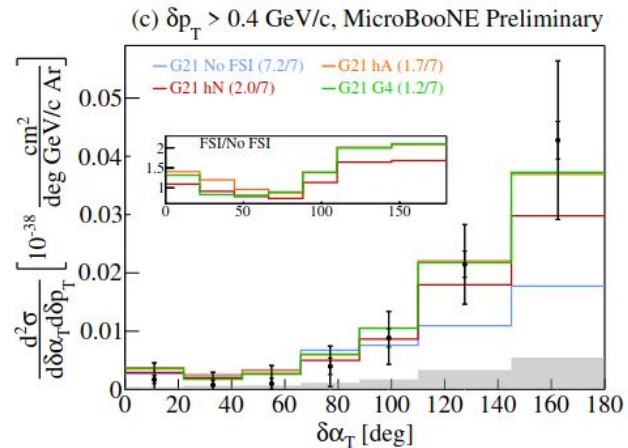 (c) δp_T > 0.4 GeV/c, MicroBooNE Preliminary
d²σ/dδα_Tdδp_T [10⁻³⁸ cm²/deg GeV/c Ar]
G21 No FSI (7.2/7) G21 hA (1.7/7)
G21 hN (2.0/7) G21 G4 (1.2/7)
0.05
0.04
0.03
0.02
0.01
0
FSI/No FSI
2
1.5
1
0 50 100 150
0 20 40 60 80 100 120 140 160 180
δα_T [deg]